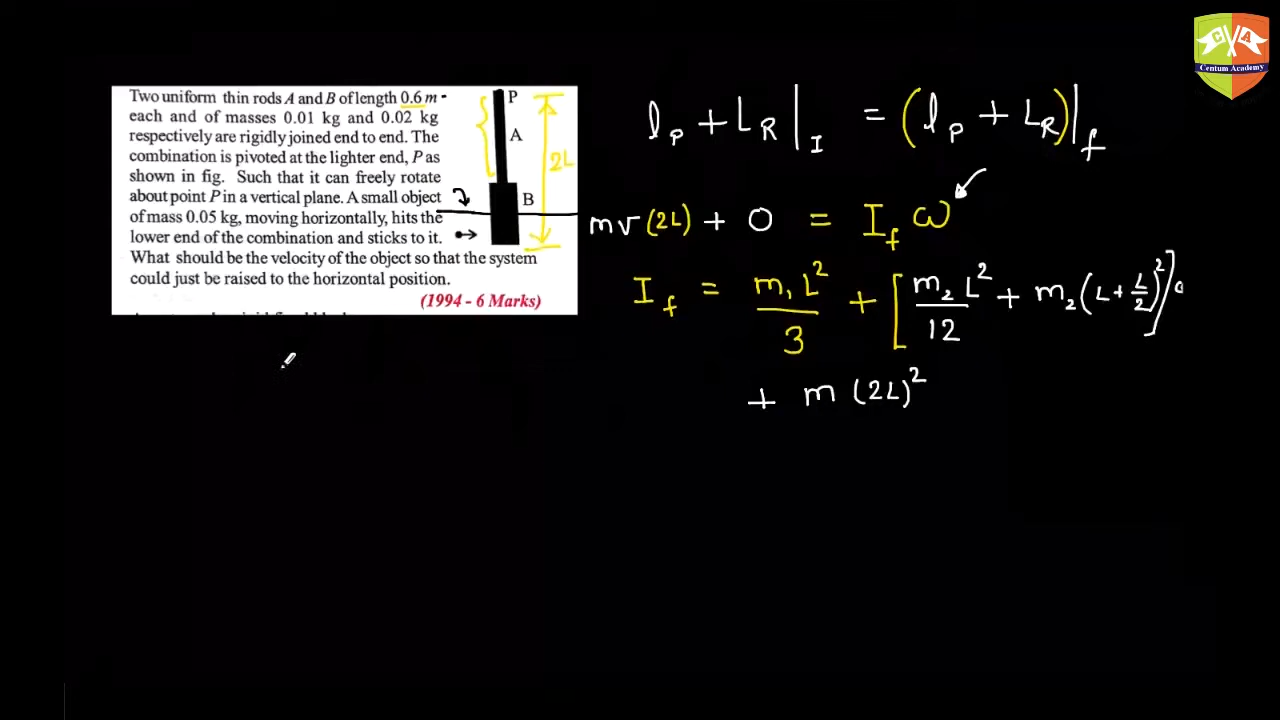 Centum Academy
Two uniform thin rods A and B of length 0.6 m
each and of masses 0.01 kg and 0.02 kg
respectively are rigidly joined end to end. The
combination is pivoted at the lighter end, P as
shown in fig. Such that it can freely rotate
about point P in a vertical plane. A small object
of mass 0.05 kg, moving horizontally, hits the
lower end of the combination and sticks to it.
What should be the velocity of the object so that the system
could just be raised to the horizontal position.
(1994 - 6 Marks)
P
A
2L
B
l_P + L_R |_I = (l_P + L_R)|_f
mv (2L) + 0 = I_f ω
I_f = m₁L²/3 + [m₂L²/12 + m₂(L + L/2)²]
+ m (2L)²